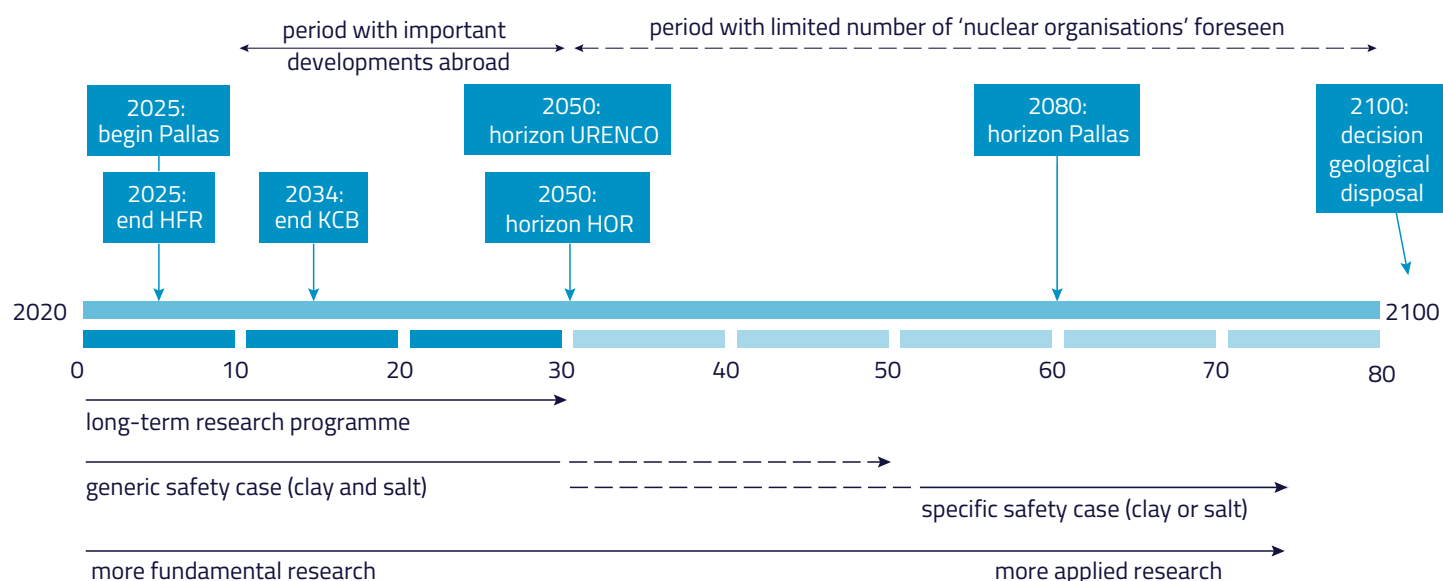 period with important
developments abroad
period with limited number of ‘nuclear organisations’ foreseen
2025:
begin Pallas
2050:
horizon URENCO
2080:
horizon Pallas
2100:
decision
geological
disposal
2025:
end HFR
2034:
end KCB
2050:
horizon HOR
2020
2100
0 10 20 30 40 50 60 70 80
long-term research programme
generic safety case (clay and salt)
specific safety case (clay or salt)
more fundamental research
more applied research